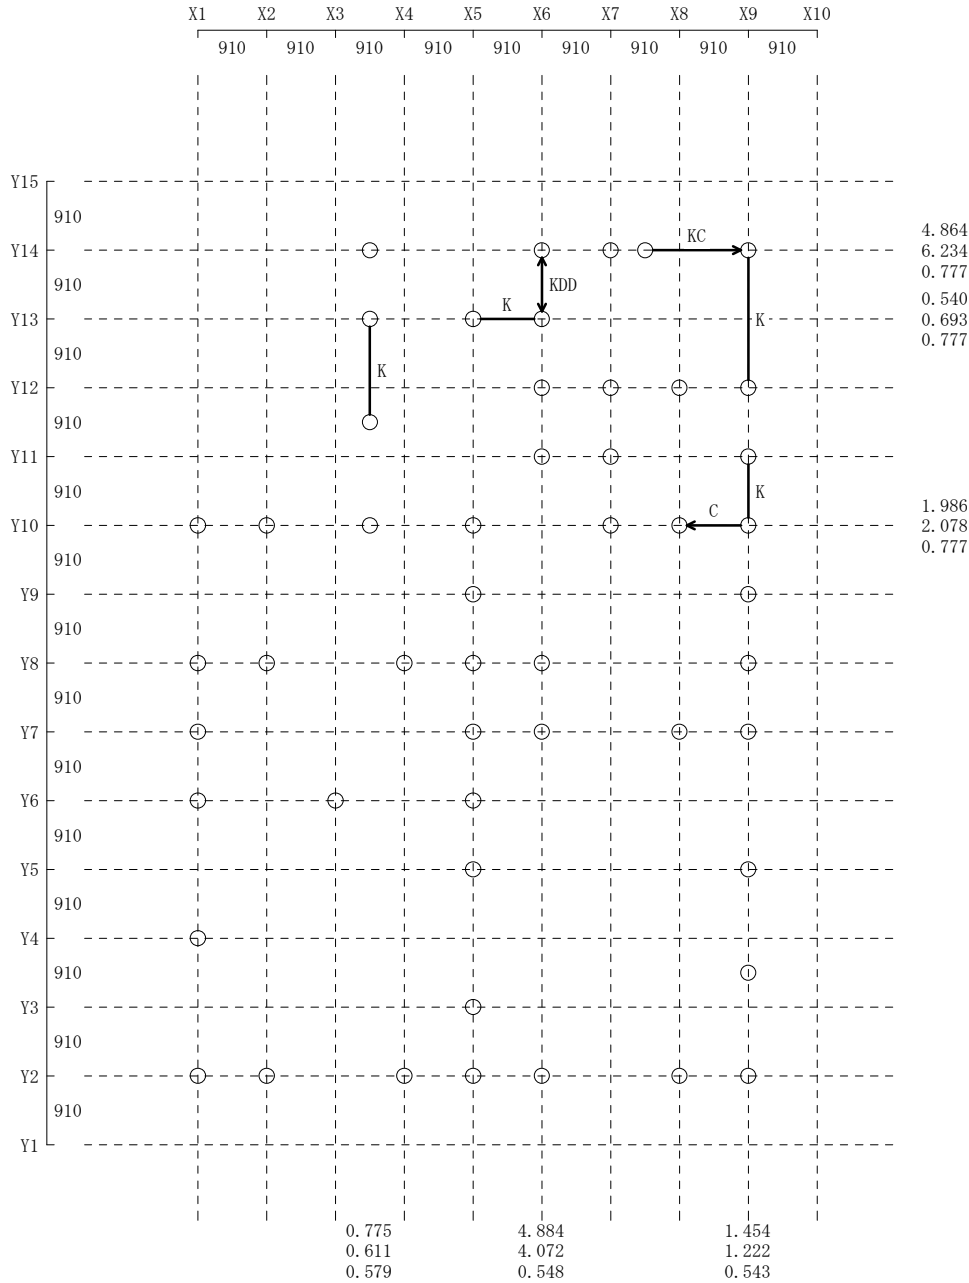 X1 X2 X3 X4 X5 X6 X7 X8 X9 X10
910 910 910 910 910 910 910 910 910
Y15
910
4.864
Y14 KC 6.234
0.777
910 KDD
0.540
Y13 K K 0.693
0.777
910
K
Y12
910
Y11
910 K
1.986
Y10 C 2.078
0.777
910
Y9
910
Y8
910
Y7
910
Y6
910
Y5
910
Y4
910
Y3
910
Y2
910
Y1
0.775 4.884 1.454
0.611 4.072 1.222
0.579 0.548 0.543